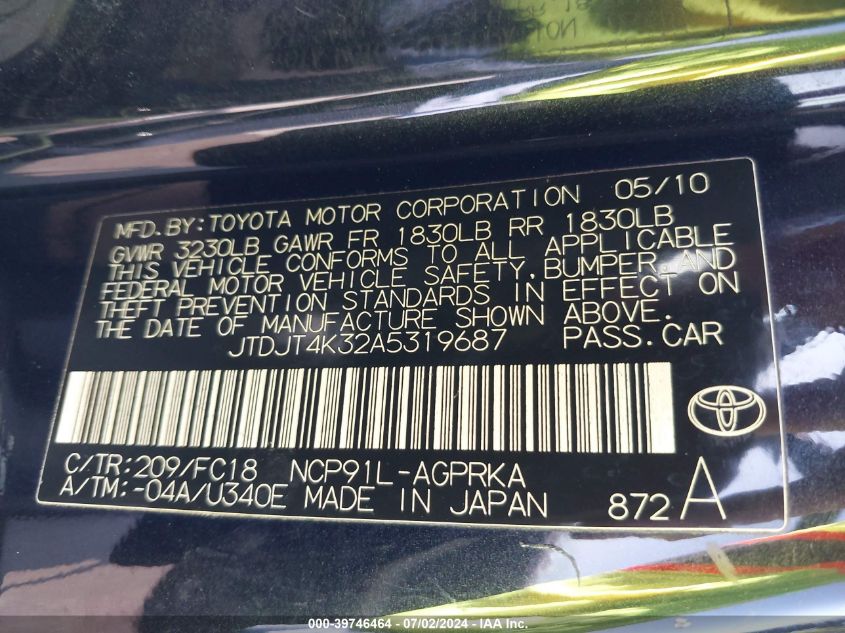 MFD.BY:TOYOTA MOTOR CORPORATION 05/10
GVWR 3230LB GAWR FR 1830LB RR 1830LB
THIS VEHICLE CONFORMS TO ALL APPLICABLE
FEDERAL MOTOR VEHICLE SAFETY,BUMPER,AND
THEFT PREVENTION STANDARDS IN EFFECT ON
THE DATE OF MANUFACTURE SHOWN ABOVE.
JTDJT4K32A5319687 PASS.CAR
C/TR:209/FC18 NCP91L-AGPRKA
A/TM:-04A/U340E MADE IN JAPAN 872A
000-39746464 - 07/02/2024 - IAA Inc.